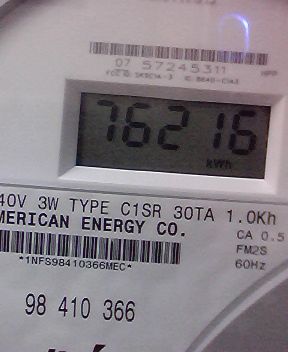 07 57245311
HPP
76216
kWh
40V 3W TYPE C1SR 30TA 1.0Kh
MERICAN ENERGY CO.
CA 0.5
*1NFS98410366MEC*
FM2S
60Hz
98 410 366